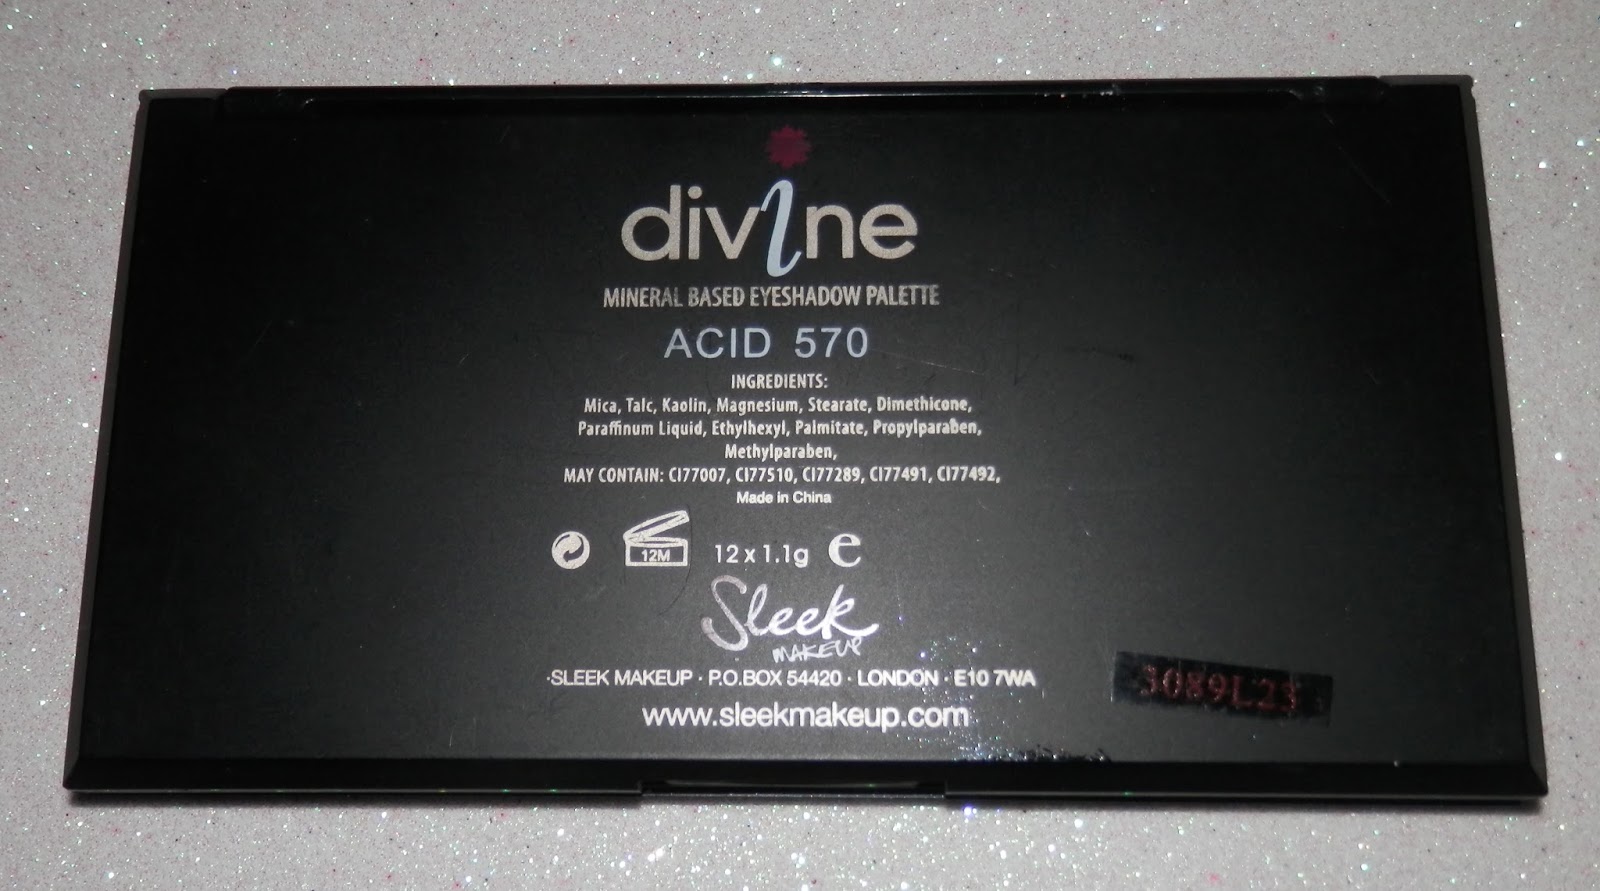 divine
MINERAL BASED EYESHADOW PALETTE
ACID 570
INGREDIENTS:
Mica, Talc, Kaolin, Magnesium, Stearate, Dimethicone,
Paraffinum Liquid, Ethylhexyl, Palmitate, Propylparaben,
Methylparaben,
MAY CONTAIN: CI77007, CI77510, CI77289, CI77491, CI77492,
Made in China
12M 12 x 1.1g e
Sleek
MAKEUP
·SLEEK MAKEUP · P.O.BOX 54420 · LONDON · E10 7WA
www.sleekmakeup.com
3089L23